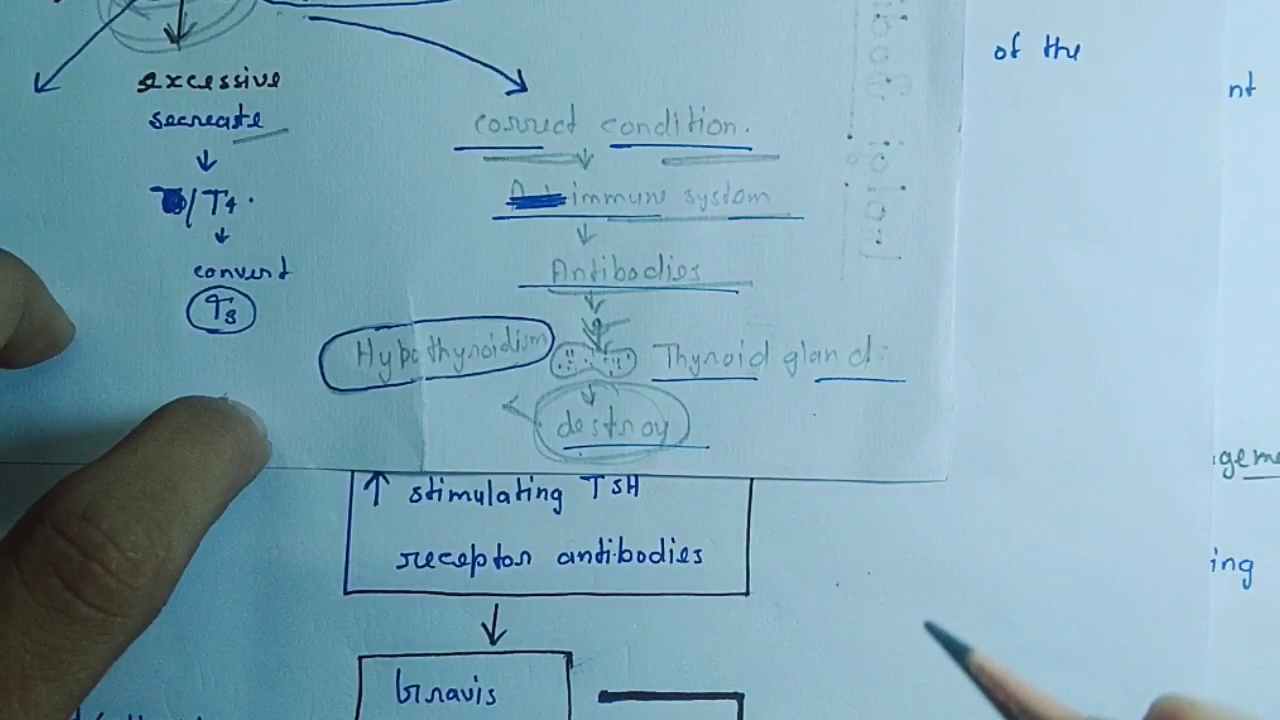 of the
nt
excessive
secreate
/T4.
convert
T3
correct condition.
immune system
Antibodies
Hypothyroidism
Thyroid gland:
destroy
↑ stimulating TSH
receptor antibodies
Gravis
ing